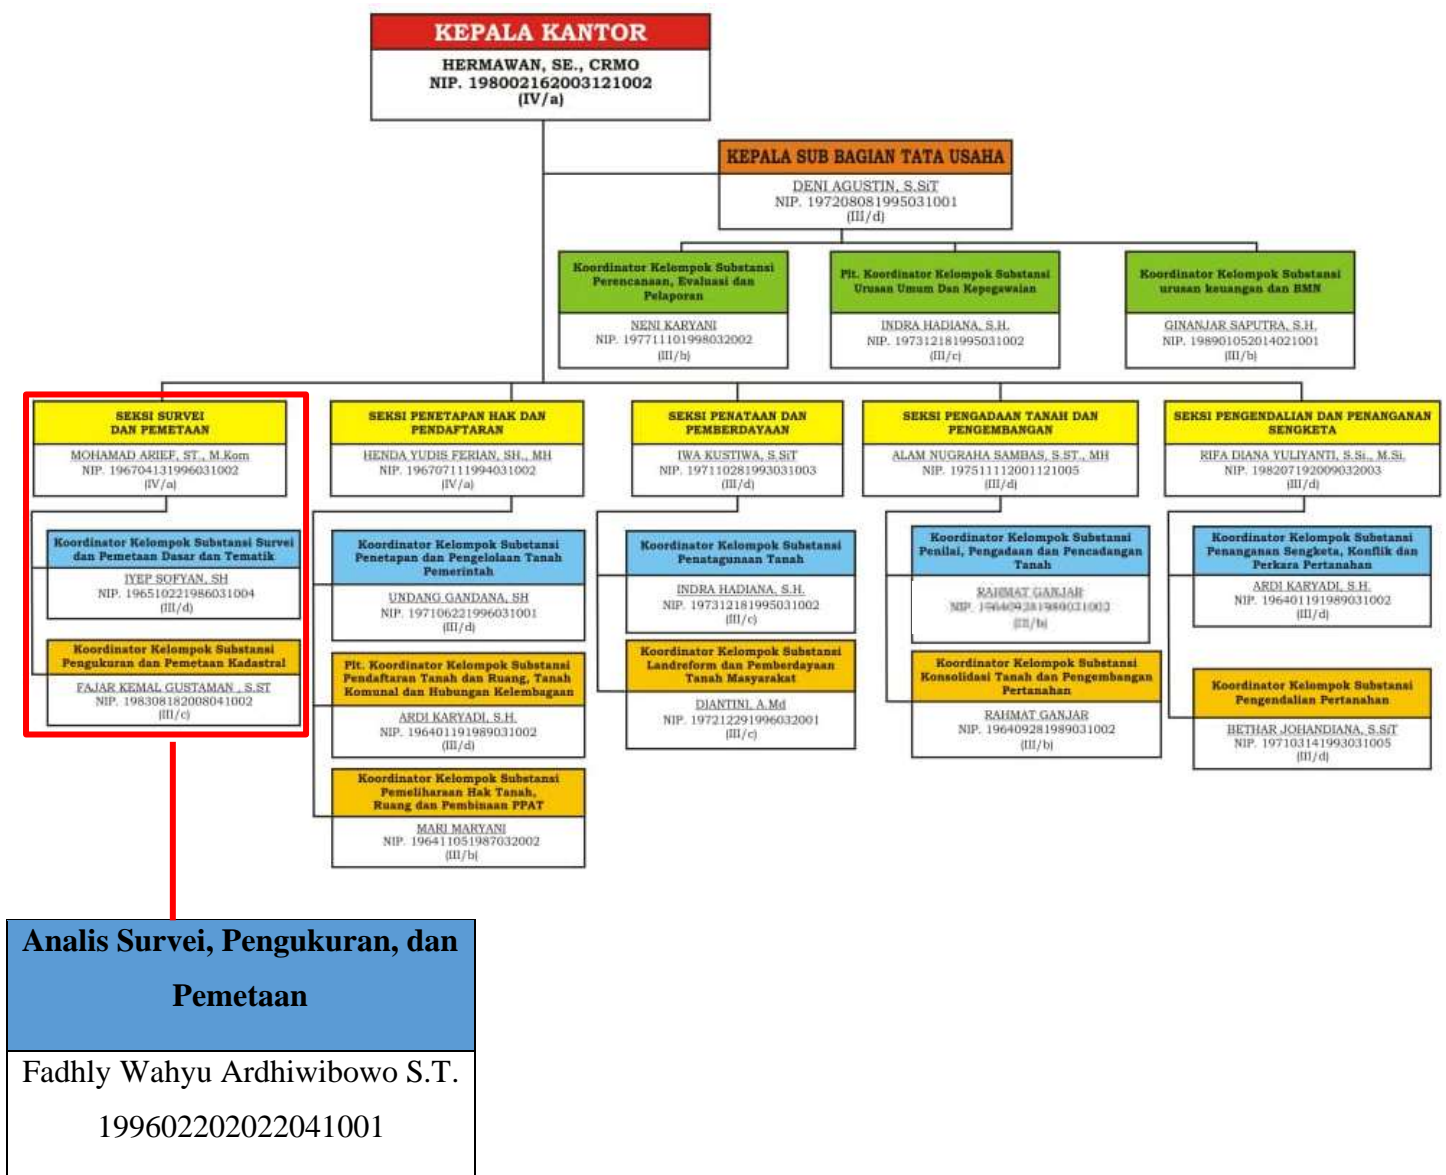 KEPALA KANTOR
HERMAWAN, SE., CRMO
NIP. 198002162003121002
(IV/a)
KEPALA SUB BAGIAN TATA USAHA
DENI AGUSTIN, S.SiT
NIP. 197208081995031001
(III/d)
Koordinator Kelompok Substansi
Perencanaan, Evaluasi dan
Pelaporan
NENI KARYANI
NIP. 197711101998032002
(III/b)
Plt. Koordinator Kelompok Substansi
Urusan Umum Dan Kepegawaian
INDRA HADIANA, S.H.
NIP. 197312181995031002
(III/c)
Koordinator Kelompok Substansi
urusan keuangan dan BMN
GINANJAR SAPUTRA, S.H.
NIP. 198901052014021001
(III/b)
SEKSI SURVEI
DAN PEMETAAN
MOHAMAD ARIEF, ST., M.Kom
NIP. 196704131996031002
(IV/a)
Koordinator Kelompok Substansi Survei
dan Pemetaan Dasar dan Tematik
IYEP SOFYAN, SH
NIP. 196510221986031004
(III/d)
Koordinator Kelompok Substansi
Pengukuran dan Pemetaan Kadastral
FAJAR KEMAL GUSTAMAN , S.ST
NIP. 198308182008041002
(III/c)
SEKSI PENETAPAN HAK DAN
PENDAFTARAN
HENDA YUDIS FERIAN, SH., MH
NIP. 196707111994031002
(IV/a)
Koordinator Kelompok Substansi
Penetapan dan Pengelolaan Tanah
Pemerintah
UNDANG GANDANA, SH
NIP. 197106221996031001
(III/d)
Plt. Koordinator Kelompok Substansi
Pendaftaran Tanah dan Ruang, Tanah
Komunal dan Hubungan Kelembagaan
ARDI KARYADI, S.H.
NIP. 196401191989031002
(III/d)
Koordinator Kelompok Substansi
Pemeliharaan Hak Tanah,
Ruang dan Pembinaan PPAT
MARI MARYANI
NIP. 196411051987032002
(III/b(
SEKSI PENATAAN DAN
PEMBERDAYAAN
IWA KUSTIWA, S.SiT
NIP. 197110281993031003
(III/d)
Koordinator Kelompok Substansi
Penatagunaan Tanah
INDRA HADIANA, S.H.
NIP. 197312181995031002
(III/c)
Koordinator Kelompok Substansi
Landreform dan Pemberdayaan
Tanah Masyarakat
DIANTINI, A.Md
NIP. 197212291996032001
(III/c)
SEKSI PENGADAAN TANAH DAN
PENGEMBANGAN
ALAM NUGRAHA SAMBAS, S.ST., MH
NIP. 197511112001121005
(III/d)
Koordinator Kelompok Substansi
Penilai, Pengadaan dan Pencadangan
Tanah
RAHMAT GANJAR
NIP. 196409281989031002
(III/b)
Koordinator Kelompok Substansi
Konsolidasi Tanah dan Pengembangan
Pertanahan
RAHMAT GANJAR
NIP. 196409281989031002
(III/b)
SEKSI PENGENDALIAN DAN PENANGANAN
SENGKETA
RIFA DIANA YULIYANTI, S.Si., M.Si.
NIP. 198207192009032003
(III/d)
Koordinator Kelompok Substansi
Penanganan Sengketa, Konflik dan
Perkara Pertanahan
ARDI KARYADI, S.H.
NIP. 196401191989031002
(III/d)
Koordinator Kelompok Substansi
Pengendalian Pertanahan
BETHAR JOHANDIANA, S.SiT
NIP. 197103141993031005
(III/d)
Analis Survei, Pengukuran, dan
Pemetaan
Fadhly Wahyu Ardhiwibowo S.T.
199602202022041001